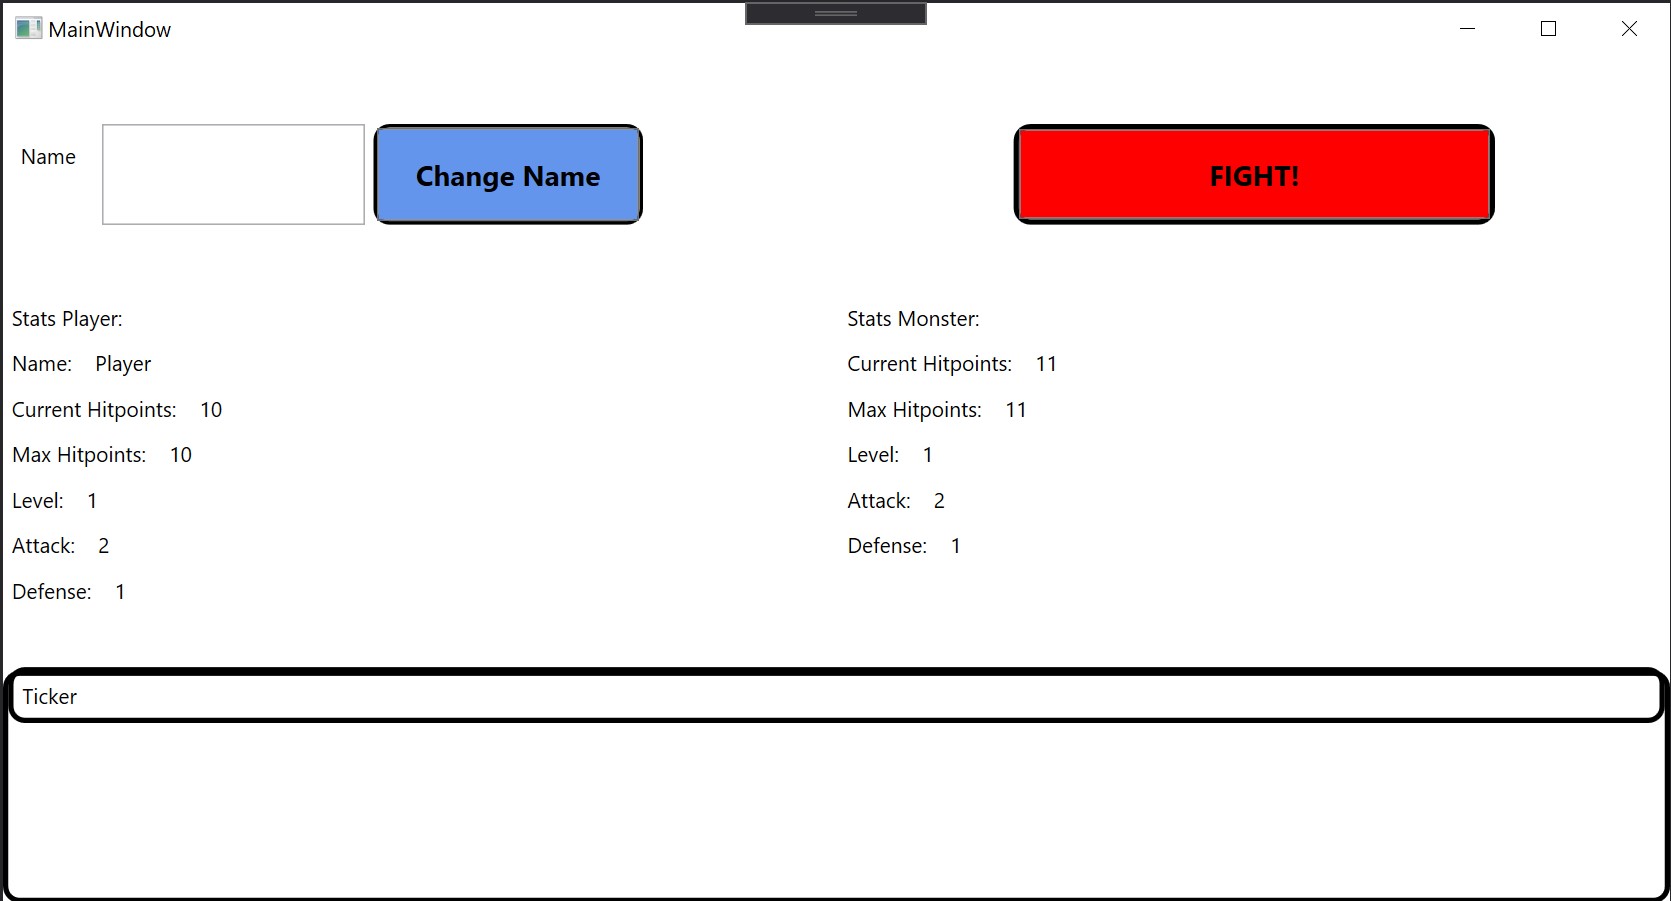 MainWindow
Name
Change Name
FIGHT!
Stats Player:
Name: Player
Current Hitpoints: 10
Max Hitpoints: 10
Level: 1
Attack: 2
Defense: 1
Stats Monster:
Current Hitpoints: 11
Max Hitpoints: 11
Level: 1
Attack: 2
Defense: 1
Ticker